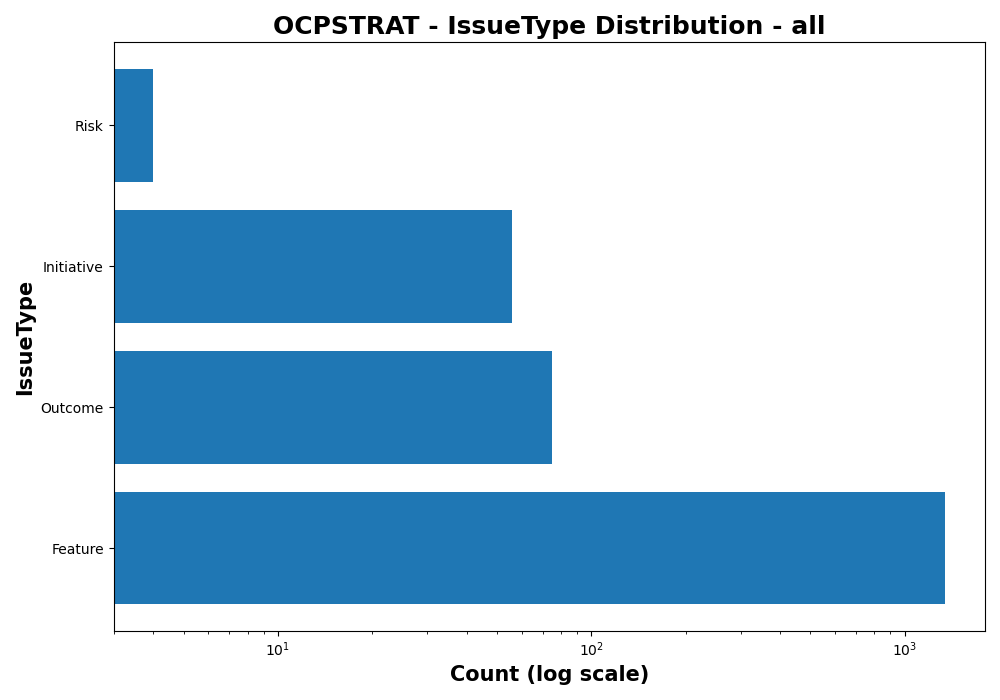 OCPSTRAT - IssueType Distribution - all
Risk
Initiative
Outcome
Feature
IssueType
10¹
10²
10³
Count (log scale)